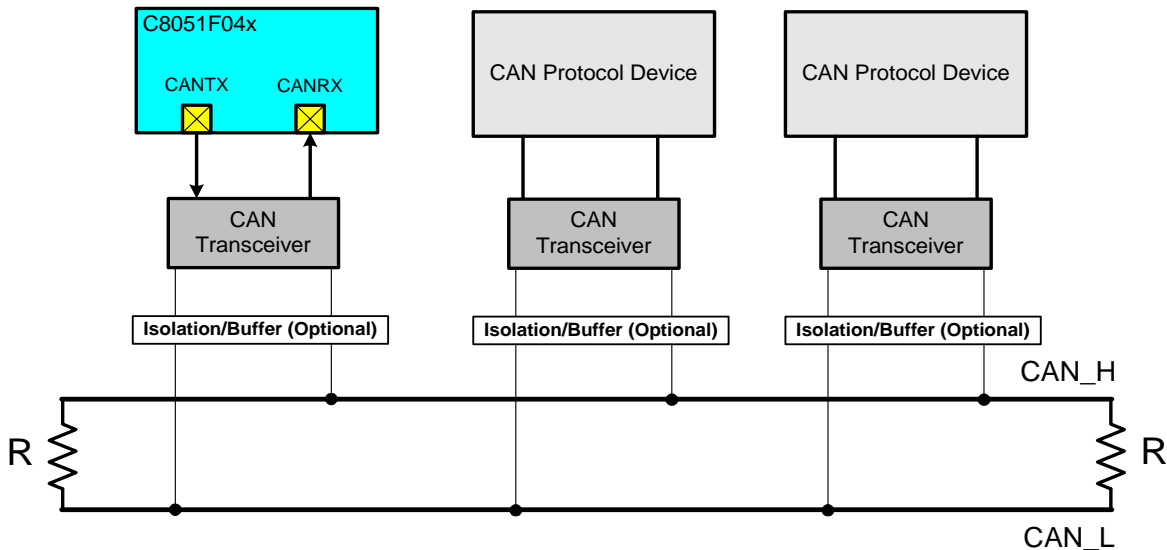 C8051F04x
CANTX
CANRX
CAN Protocol Device
CAN Protocol Device
CAN
Transceiver
CAN
Transceiver
CAN
Transceiver
Isolation/Buffer (Optional)
Isolation/Buffer (Optional)
Isolation/Buffer (Optional)
CAN_H
R
R
CAN_L